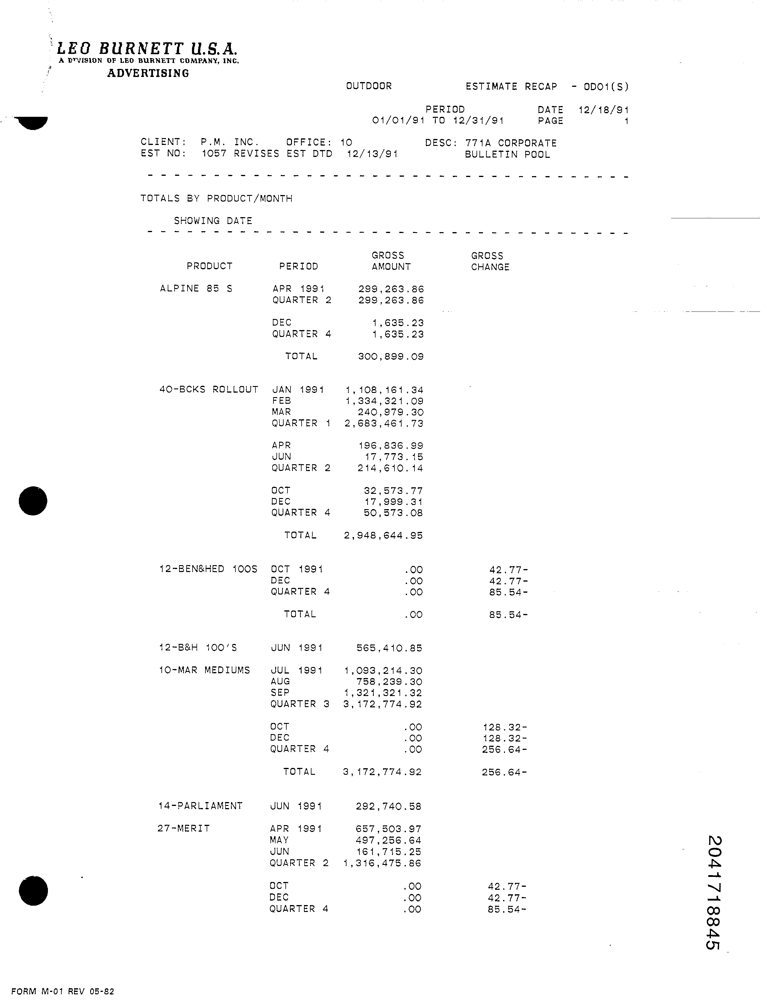 LEO BURNETT U.S.A.
A DIVISION OF LEO BURNETT COMPANY, INC.
ADVERTISING
OUTDOOR ESTIMATE RECAP - ODO1(S)
PERIOD DATE 12/18/91
01/01/91 TO 12/31/91 PAGE 1
CLIENT: P.M. INC. OFFICE: 10 DESC: 771A CORPORATE
EST NO: 1057 REVISES EST DTD 12/13/91 BULLETIN POOL
- - - - - - - - - - - - - - - - - - - - - - - - - - - - - - - - - - - - -
TOTALS BY PRODUCT/MONTH
SHOWING DATE
- - - - - - - - - - - - - - - - - - - - - - - - - - - - - - - - - - - - -
GROSS GROSS
PRODUCT PERIOD AMOUNT CHANGE
ALPINE 85 S APR 1991 299,263.86
QUARTER 2 299,263.86
DEC 1,635.23
QUARTER 4 1,635.23
TOTAL 300,899.09
40-BCKS ROLLOUT JAN 1991 1,108,161.34
FEB 1,334,321.09
MAR 240,979.30
QUARTER 1 2,683,461.73
APR 196,836.99
JUN 17,773.15
QUARTER 2 214,610.14
OCT 32,573.77
DEC 17,999.31
QUARTER 4 50,573.08
TOTAL 2,948,644.95
12-BEN&HED 100S OCT 1991 .00 42.77-
DEC .00 42.77-
QUARTER 4 .00 85.54-
TOTAL .00 85.54-
12-B&H 100'S JUN 1991 565,410.85
10-MAR MEDIUMS JUL 1991 1,093,214.30
AUG 758,239.30
SEP 1,321,321.32
QUARTER 3 3,172,774.92
OCT .00 128.32-
DEC .00 128.32-
QUARTER 4 .00 256.64-
TOTAL 3,172,774.92 256.64-
14-PARLIAMENT JUN 1991 292,740.58
27-MERIT APR 1991 657,503.97
MAY 497,256.64
JUN 161,715.25
QUARTER 2 1,316,475.86
OCT .00 42.77-
DEC .00 42.77-
QUARTER 4 .00 85.54-
2041718845
FORM M-01 REV 05-82